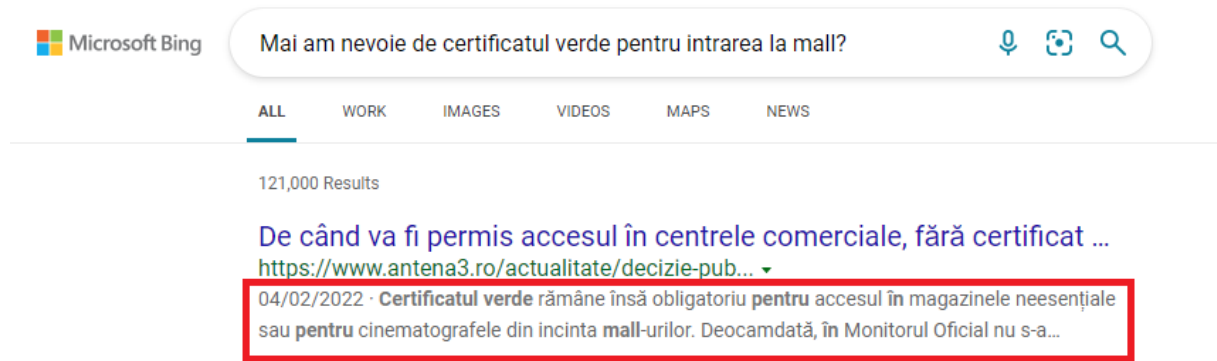 Microsoft Bing
Mai am nevoie de certificatul verde pentru intrarea la mall?
ALL WORK IMAGES VIDEOS MAPS NEWS
121,000 Results
De când va fi permis accesul în centrele comerciale, fără certificat ...
https://www.antena3.ro/actualitate/decizie-pub...
04/02/2022 · Certificatul verde rămâne însă obligatoriu pentru accesul în magazinele neesențiale
sau pentru cinematografele din incinta mall-urilor. Deocamdată, în Monitorul Oficial nu s-a...